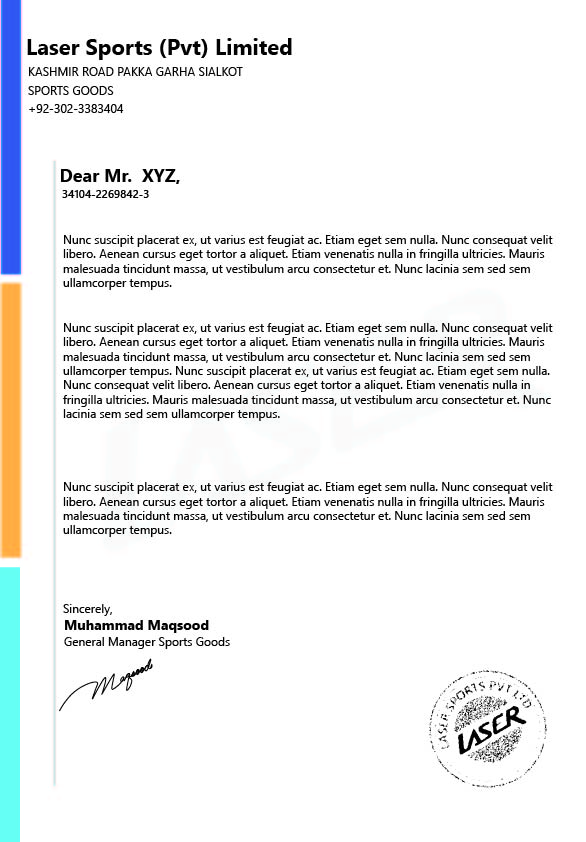 Laser Sports (Pvt) Limited
KASHMIR ROAD PAKKA GARHA SIALKOT
SPORTS GOODS
+92-302-3383404
Dear Mr. XYZ,
34104-2269842-3
Nunc suscipit placerat ex, ut varius est feugiat ac. Etiam eget sem nulla. Nunc consequat velit
libero. Aenean cursus eget tortor a aliquet. Etiam venenatis nulla in fringilla ultricies. Mauris
malesuada tincidunt massa, ut vestibulum arcu consectetur et. Nunc lacinia sem sed sem
ullamcorper tempus.
Nunc suscipit placerat ex, ut varius est feugiat ac. Etiam eget sem nulla. Nunc consequat velit
libero. Aenean cursus eget tortor a aliquet. Etiam venenatis nulla in fringilla ultricies. Mauris
malesuada tincidunt massa, ut vestibulum arcu consectetur et. Nunc lacinia sem sed sem
ullamcorper tempus. Nunc suscipit placerat ex, ut varius est feugiat ac. Etiam eget sem nulla.
Nunc consequat velit libero. Aenean cursus eget tortor a aliquet. Etiam venenatis nulla in
fringilla ultricies. Mauris malesuada tincidunt massa, ut vestibulum arcu consectetur et. Nunc
lacinia sem sed sem ullamcorper tempus.
LASER
Nunc suscipit placerat ex, ut varius est feugiat ac. Etiam eget sem nulla. Nunc consequat velit
libero. Aenean cursus eget tortor a aliquet. Etiam venenatis nulla in fringilla ultricies. Mauris
malesuada tincidunt massa, ut vestibulum arcu consectetur et. Nunc lacinia sem sed sem
ullamcorper tempus.
Sincerely,
Muhammad Maqsood
General Manager Sports Goods
Maqsood
LASER SPORTS PVT LTD
LASER